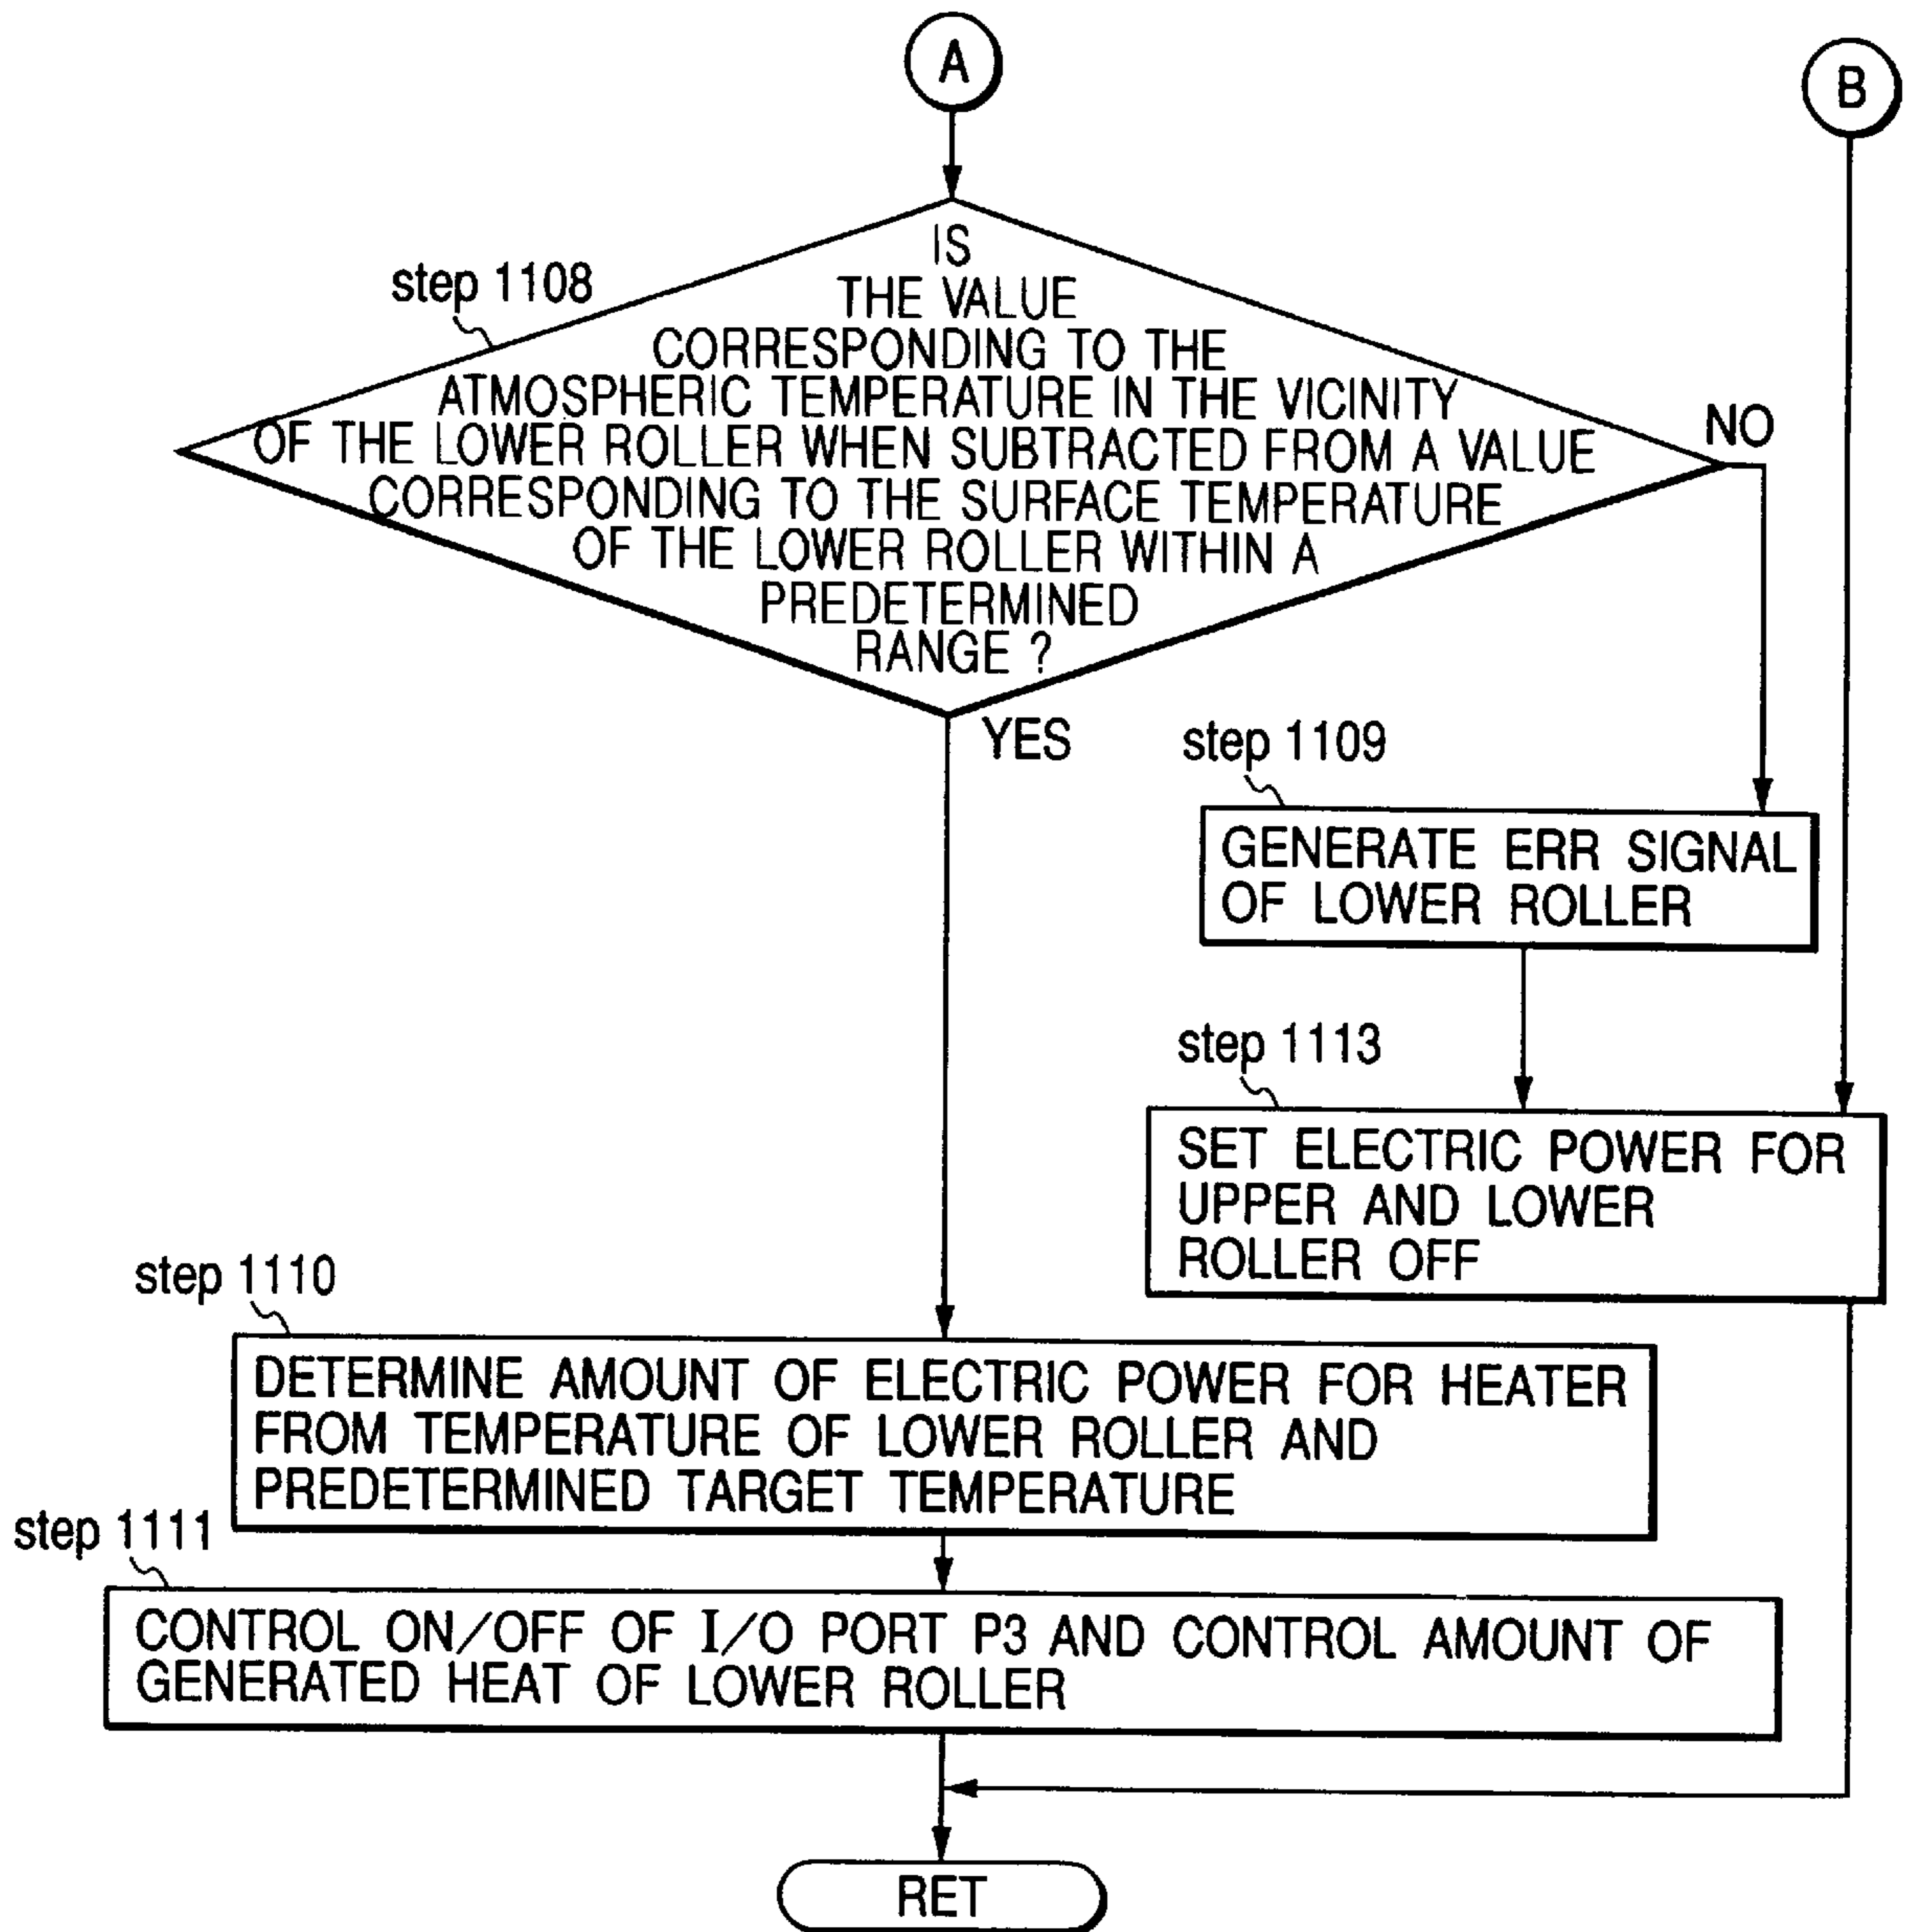 A
B
step 1108
IS
THE VALUE
CORRESPONDING TO THE
ATMOSPHERIC TEMPERATURE IN THE VICINITY
OF THE LOWER ROLLER WHEN SUBTRACTED FROM A VALUE
CORRESPONDING TO THE SURFACE TEMPERATURE
OF THE LOWER ROLLER WITHIN A
PREDETERMINED
RANGE ?
NO
YES
step 1109
GENERATE ERR SIGNAL
OF LOWER ROLLER
step 1113
SET ELECTRIC POWER FOR
UPPER AND LOWER
ROLLER OFF
step 1110
DETERMINE AMOUNT OF ELECTRIC POWER FOR HEATER
FROM TEMPERATURE OF LOWER ROLLER AND
PREDETERMINED TARGET TEMPERATURE
step 1111
CONTROL ON/OFF OF I/O PORT P3 AND CONTROL AMOUNT OF
GENERATED HEAT OF LOWER ROLLER
RET